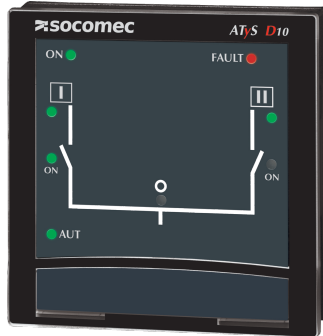 socomec ATyS D10
ON FAULT
I II
ON ON
O
AUT